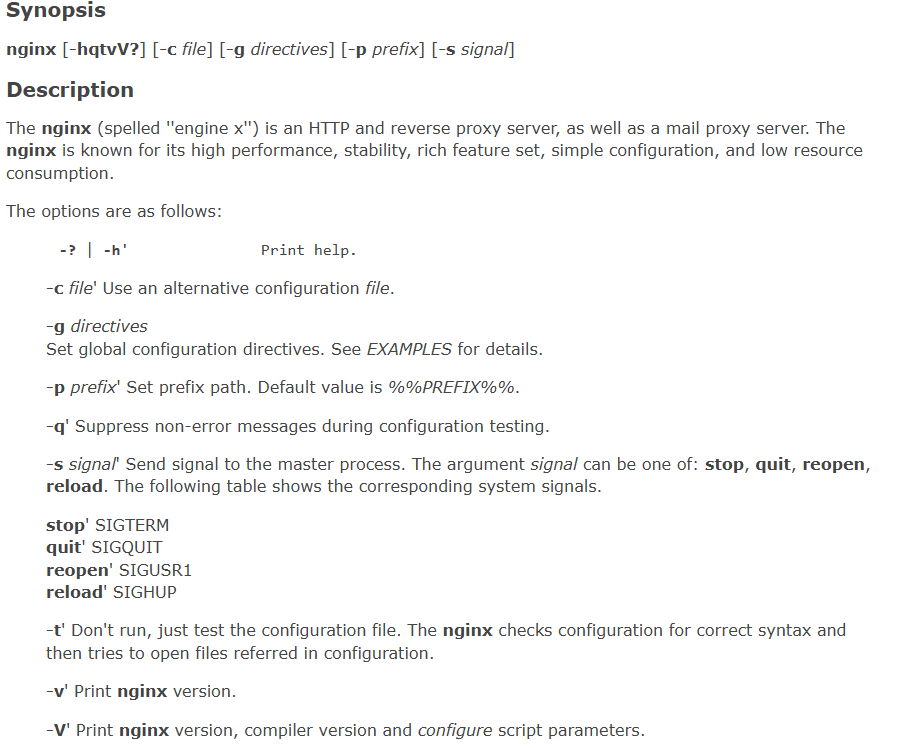 Synopsis
nginx [-hqtvV?] [-c file] [-g directives] [-p prefix] [-s signal]
Description
The nginx (spelled "engine x") is an HTTP and reverse proxy server, as well as a mail proxy server. The
nginx is known for its high performance, stability, rich feature set, simple configuration, and low resource
consumption.
The options are as follows:
-? | -h' Print help.
-c file' Use an alternative configuration file.
-g directives
Set global configuration directives. See EXAMPLES for details.
-p prefix' Set prefix path. Default value is %%PREFIX%%.
-q' Suppress non-error messages during configuration testing.
-s signal' Send signal to the master process. The argument signal can be one of: stop, quit, reopen,
reload. The following table shows the corresponding system signals.
stop' SIGTERM
quit' SIGQUIT
reopen' SIGUSR1
reload' SIGHUP
-t' Don't run, just test the configuration file. The nginx checks configuration for correct syntax and
then tries to open files referred in configuration.
-v' Print nginx version.
-V' Print nginx version, compiler version and configure script parameters.